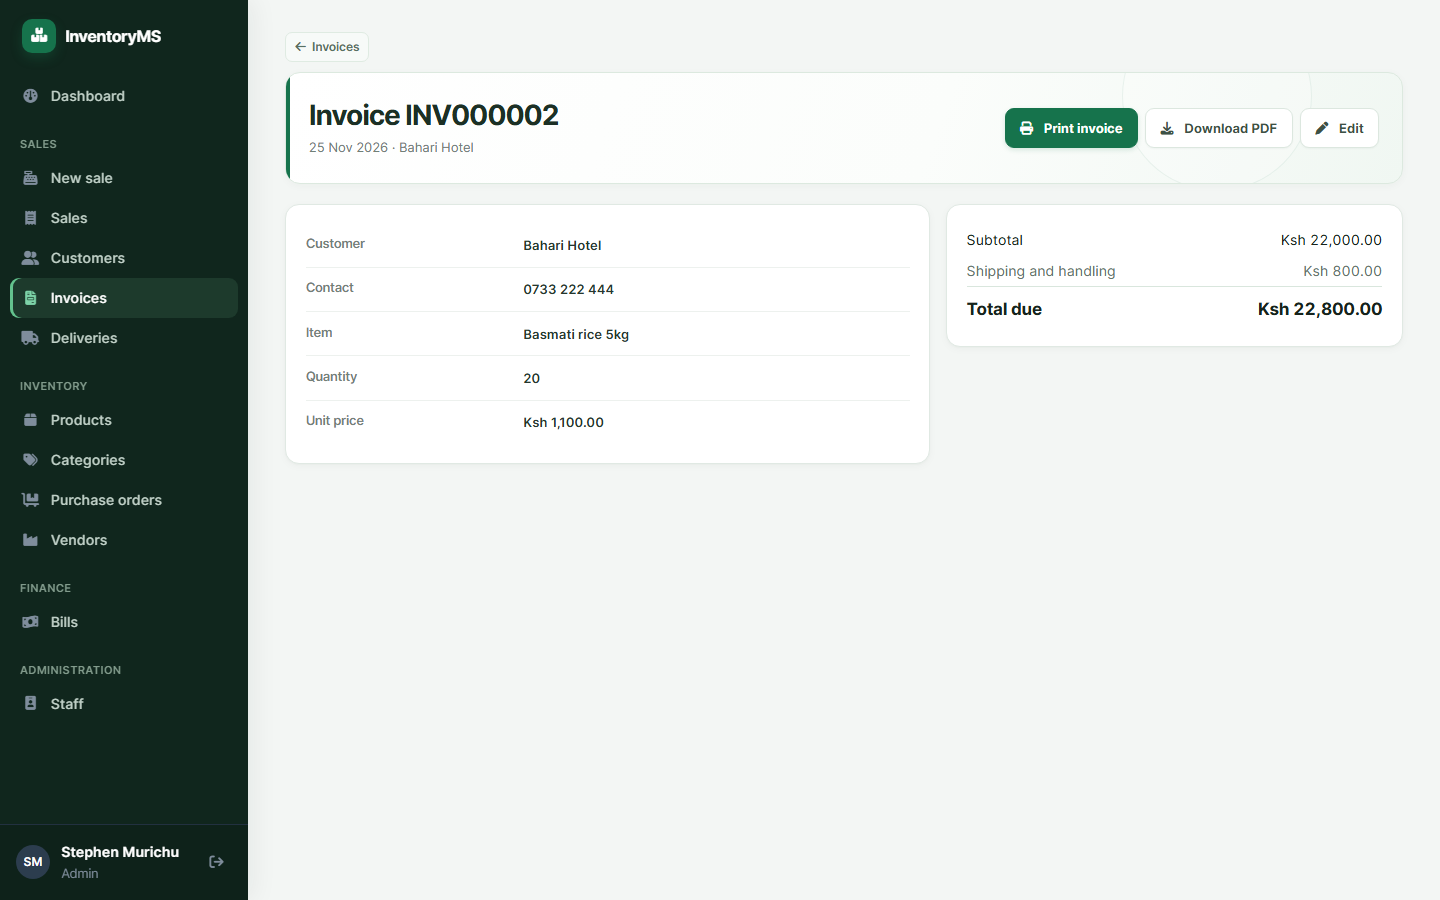 InventoryMS
Dashboard
SALES
New sale
Sales
Customers
Invoices
Deliveries
INVENTORY
Products
Categories
Purchase orders
Vendors
FINANCE
Bills
ADMINISTRATION
Staff
SM
Stephen Murichu
Admin
← Invoices
Invoice INV000002
25 Nov 2026 · Bahari Hotel
Print invoice
Download PDF
Edit
Customer Bahari Hotel
Contact 0733 222 444
Item Basmati rice 5kg
Quantity 20
Unit price Ksh 1,100.00
Subtotal Ksh 22,000.00
Shipping and handling Ksh 800.00
Total due Ksh 22,800.00